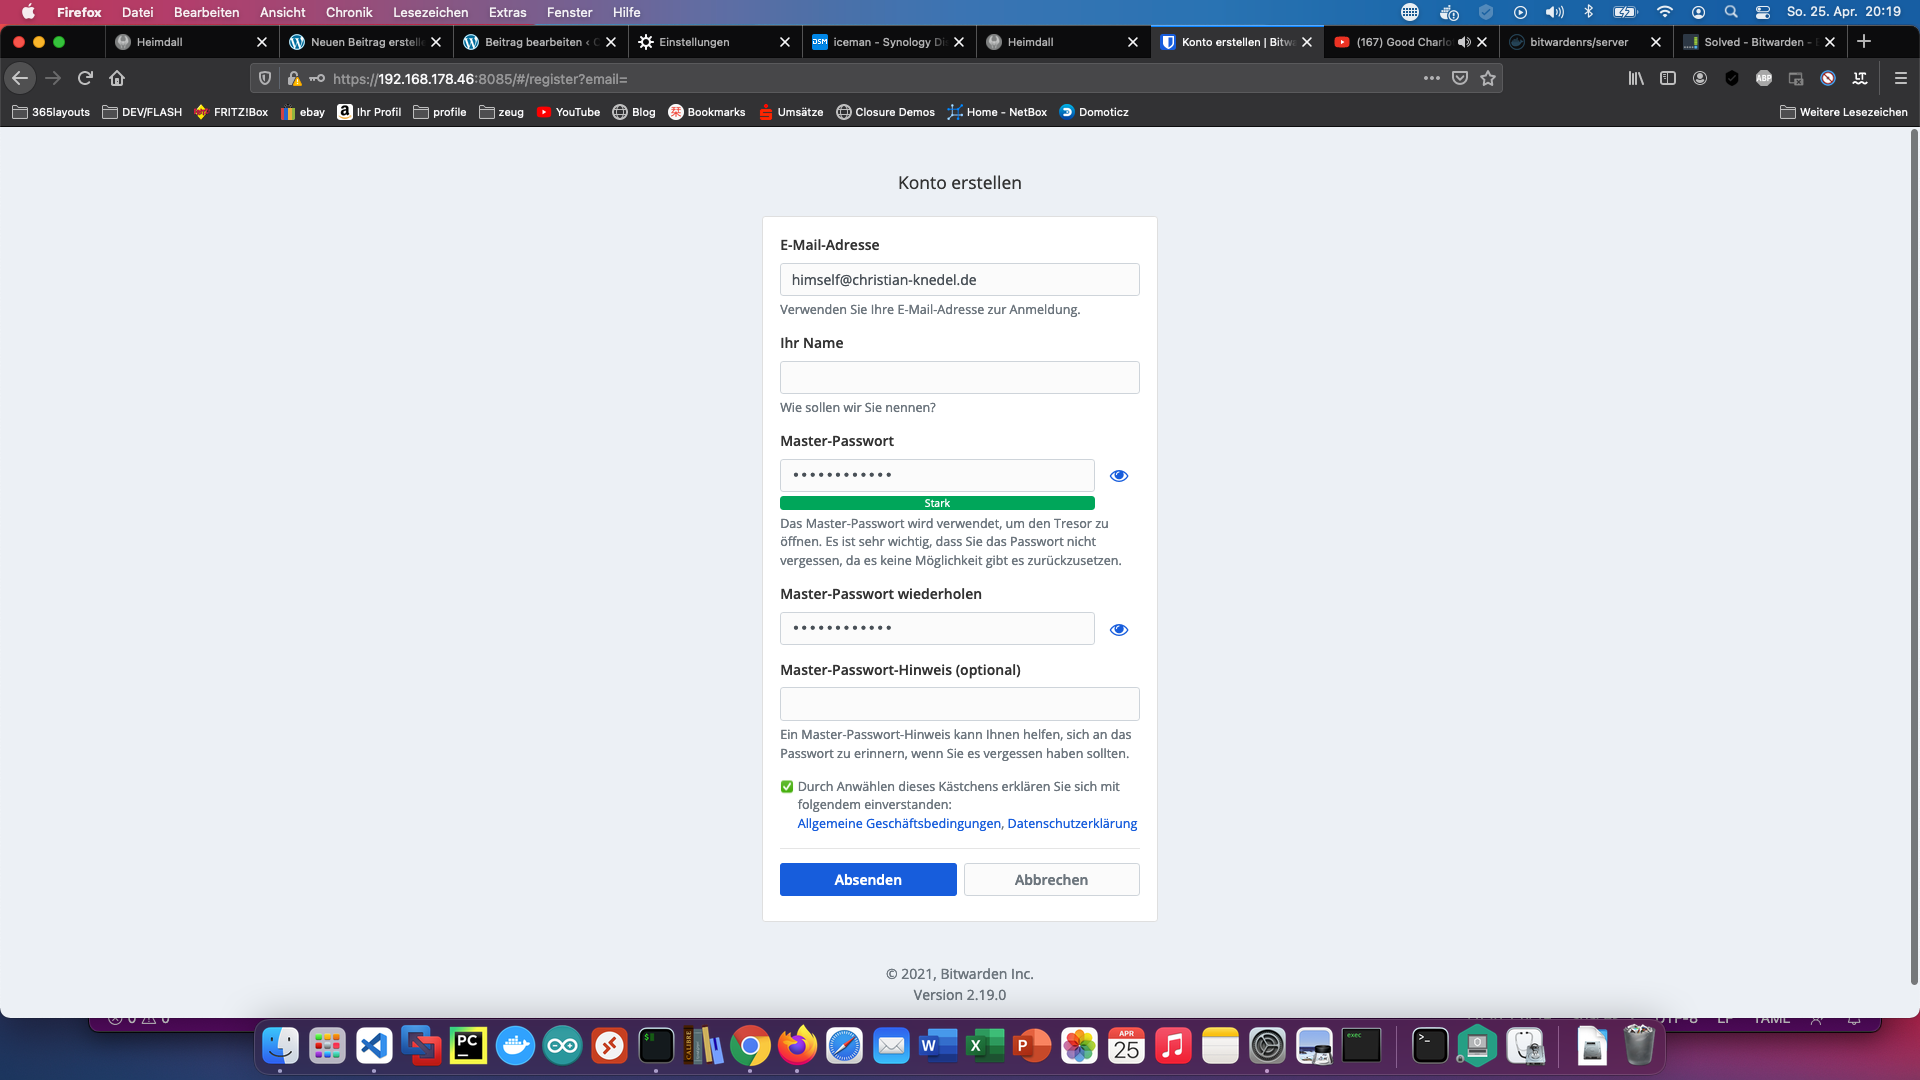 Firefox Datei Bearbeiten Ansicht Chronik Lesezeichen Extras Fenster Hilfe So. 25. Apr. 20:19
Heimdall Neuen Beitrag erstelle Beitrag bearbeiten ‹ C Einstellungen DSM iceman - Synology Di Heimdall Konto erstellen | Bitwa (167) Good Charlo bitwardenrs/server Solved - Bitwarden -
https://192.168.178.46:8085/#/register?email= ABP
365layouts DEV/FLASH FRITZ!Box ebay Ihr Profil profile zeug YouTube Blog Bookmarks Umsätze Closure Demos Home - NetBox Domoticz Weitere Lesezeichen
Konto erstellen
E-Mail-Adresse
himself@christian-knedel.de
Verwenden Sie Ihre E-Mail-Adresse zur Anmeldung.
Ihr Name
Wie sollen wir Sie nennen?
Master-Passwort
••••••••••••
Stark
Das Master-Passwort wird verwendet, um den Tresor zu
öffnen. Es ist sehr wichtig, dass Sie das Passwort nicht
vergessen, da es keine Möglichkeit gibt es zurückzusetzen.
Master-Passwort wiederholen
••••••••••••
Master-Passwort-Hinweis (optional)
Ein Master-Passwort-Hinweis kann Ihnen helfen, sich an das
Passwort zu erinnern, wenn Sie es vergessen haben sollten.
Durch Anwählen dieses Kästchens erklären Sie sich mit
folgendem einverstanden:
Allgemeine Geschäftsbedingungen, Datenschutzerklärung
Absenden Abbrechen
© 2021, Bitwarden Inc.
Version 2.19.0
PC CALIBRE W X P APR 25 exec